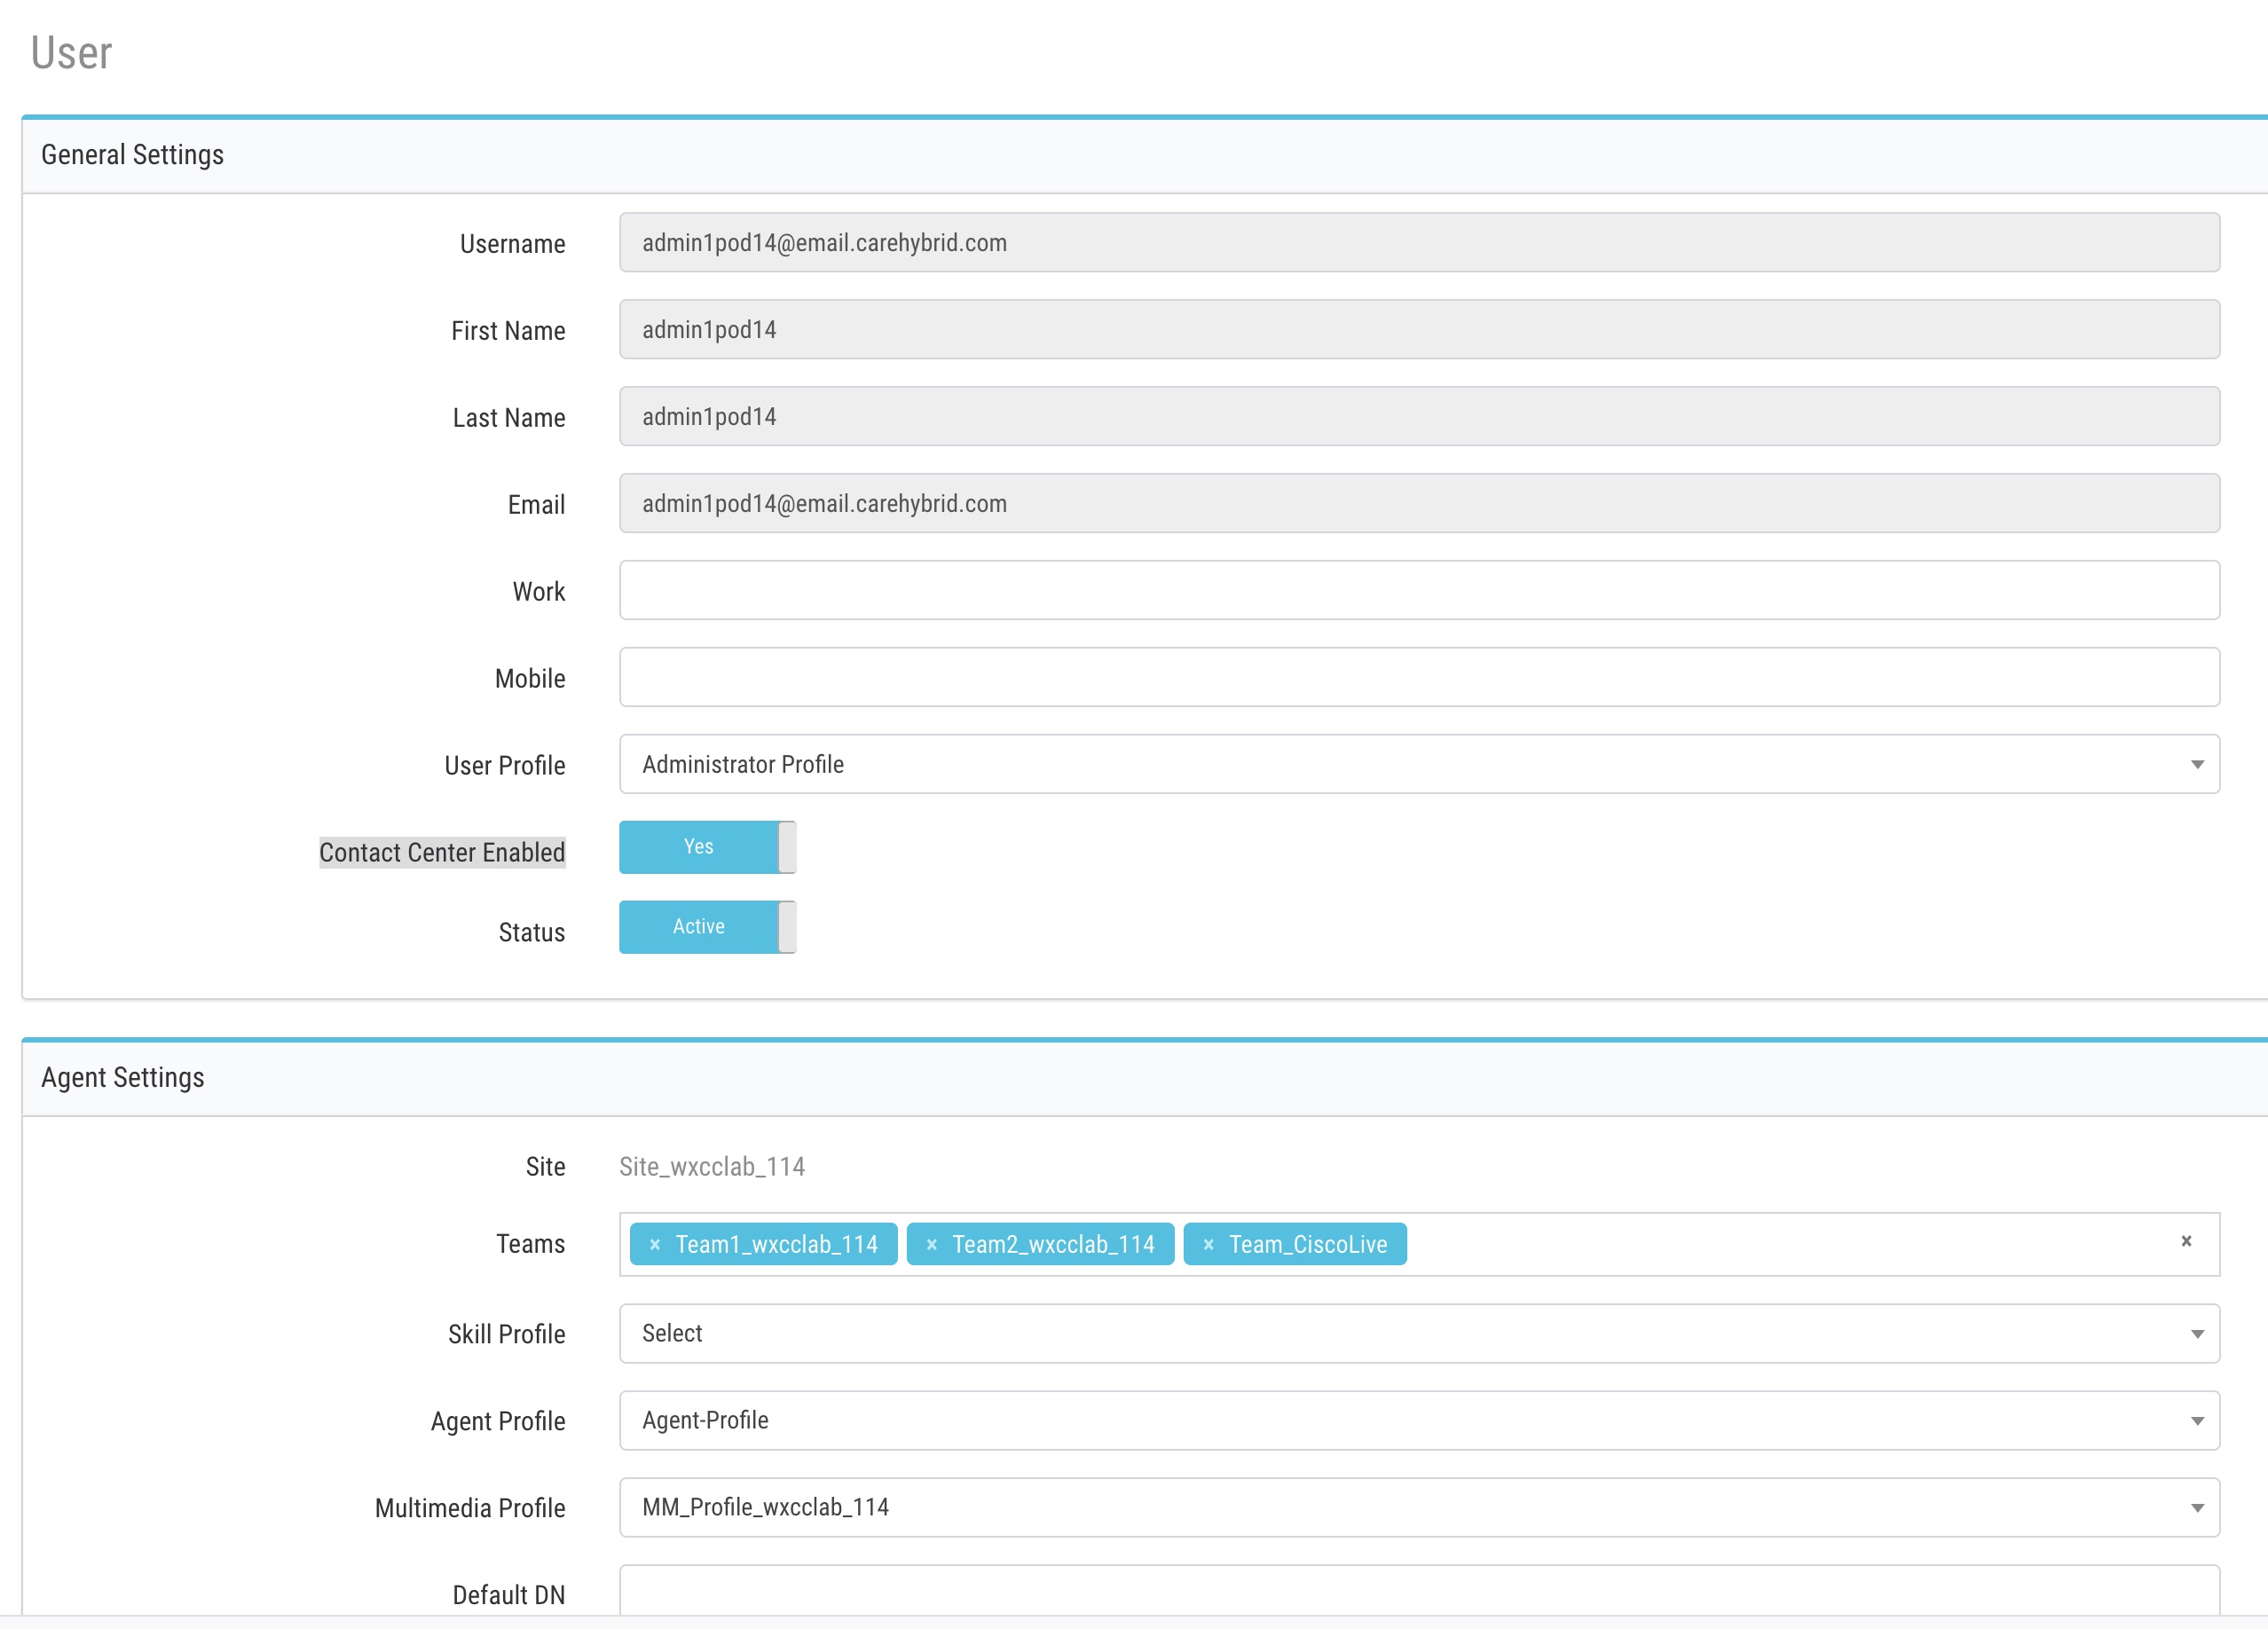 User
General Settings
Username admin1pod14@email.carehybrid.com
First Name admin1pod14
Last Name admin1pod14
Email admin1pod14@email.carehybrid.com
Work
Mobile
User Profile Administrator Profile
Contact Center Enabled Yes
Status Active
Agent Settings
Site Site_wxcclab_114
Teams × Team1_wxcclab_114 × Team2_wxcclab_114 × Team_CiscoLive ×
Skill Profile Select
Agent Profile Agent-Profile
Multimedia Profile MM_Profile_wxcclab_114
Default DN